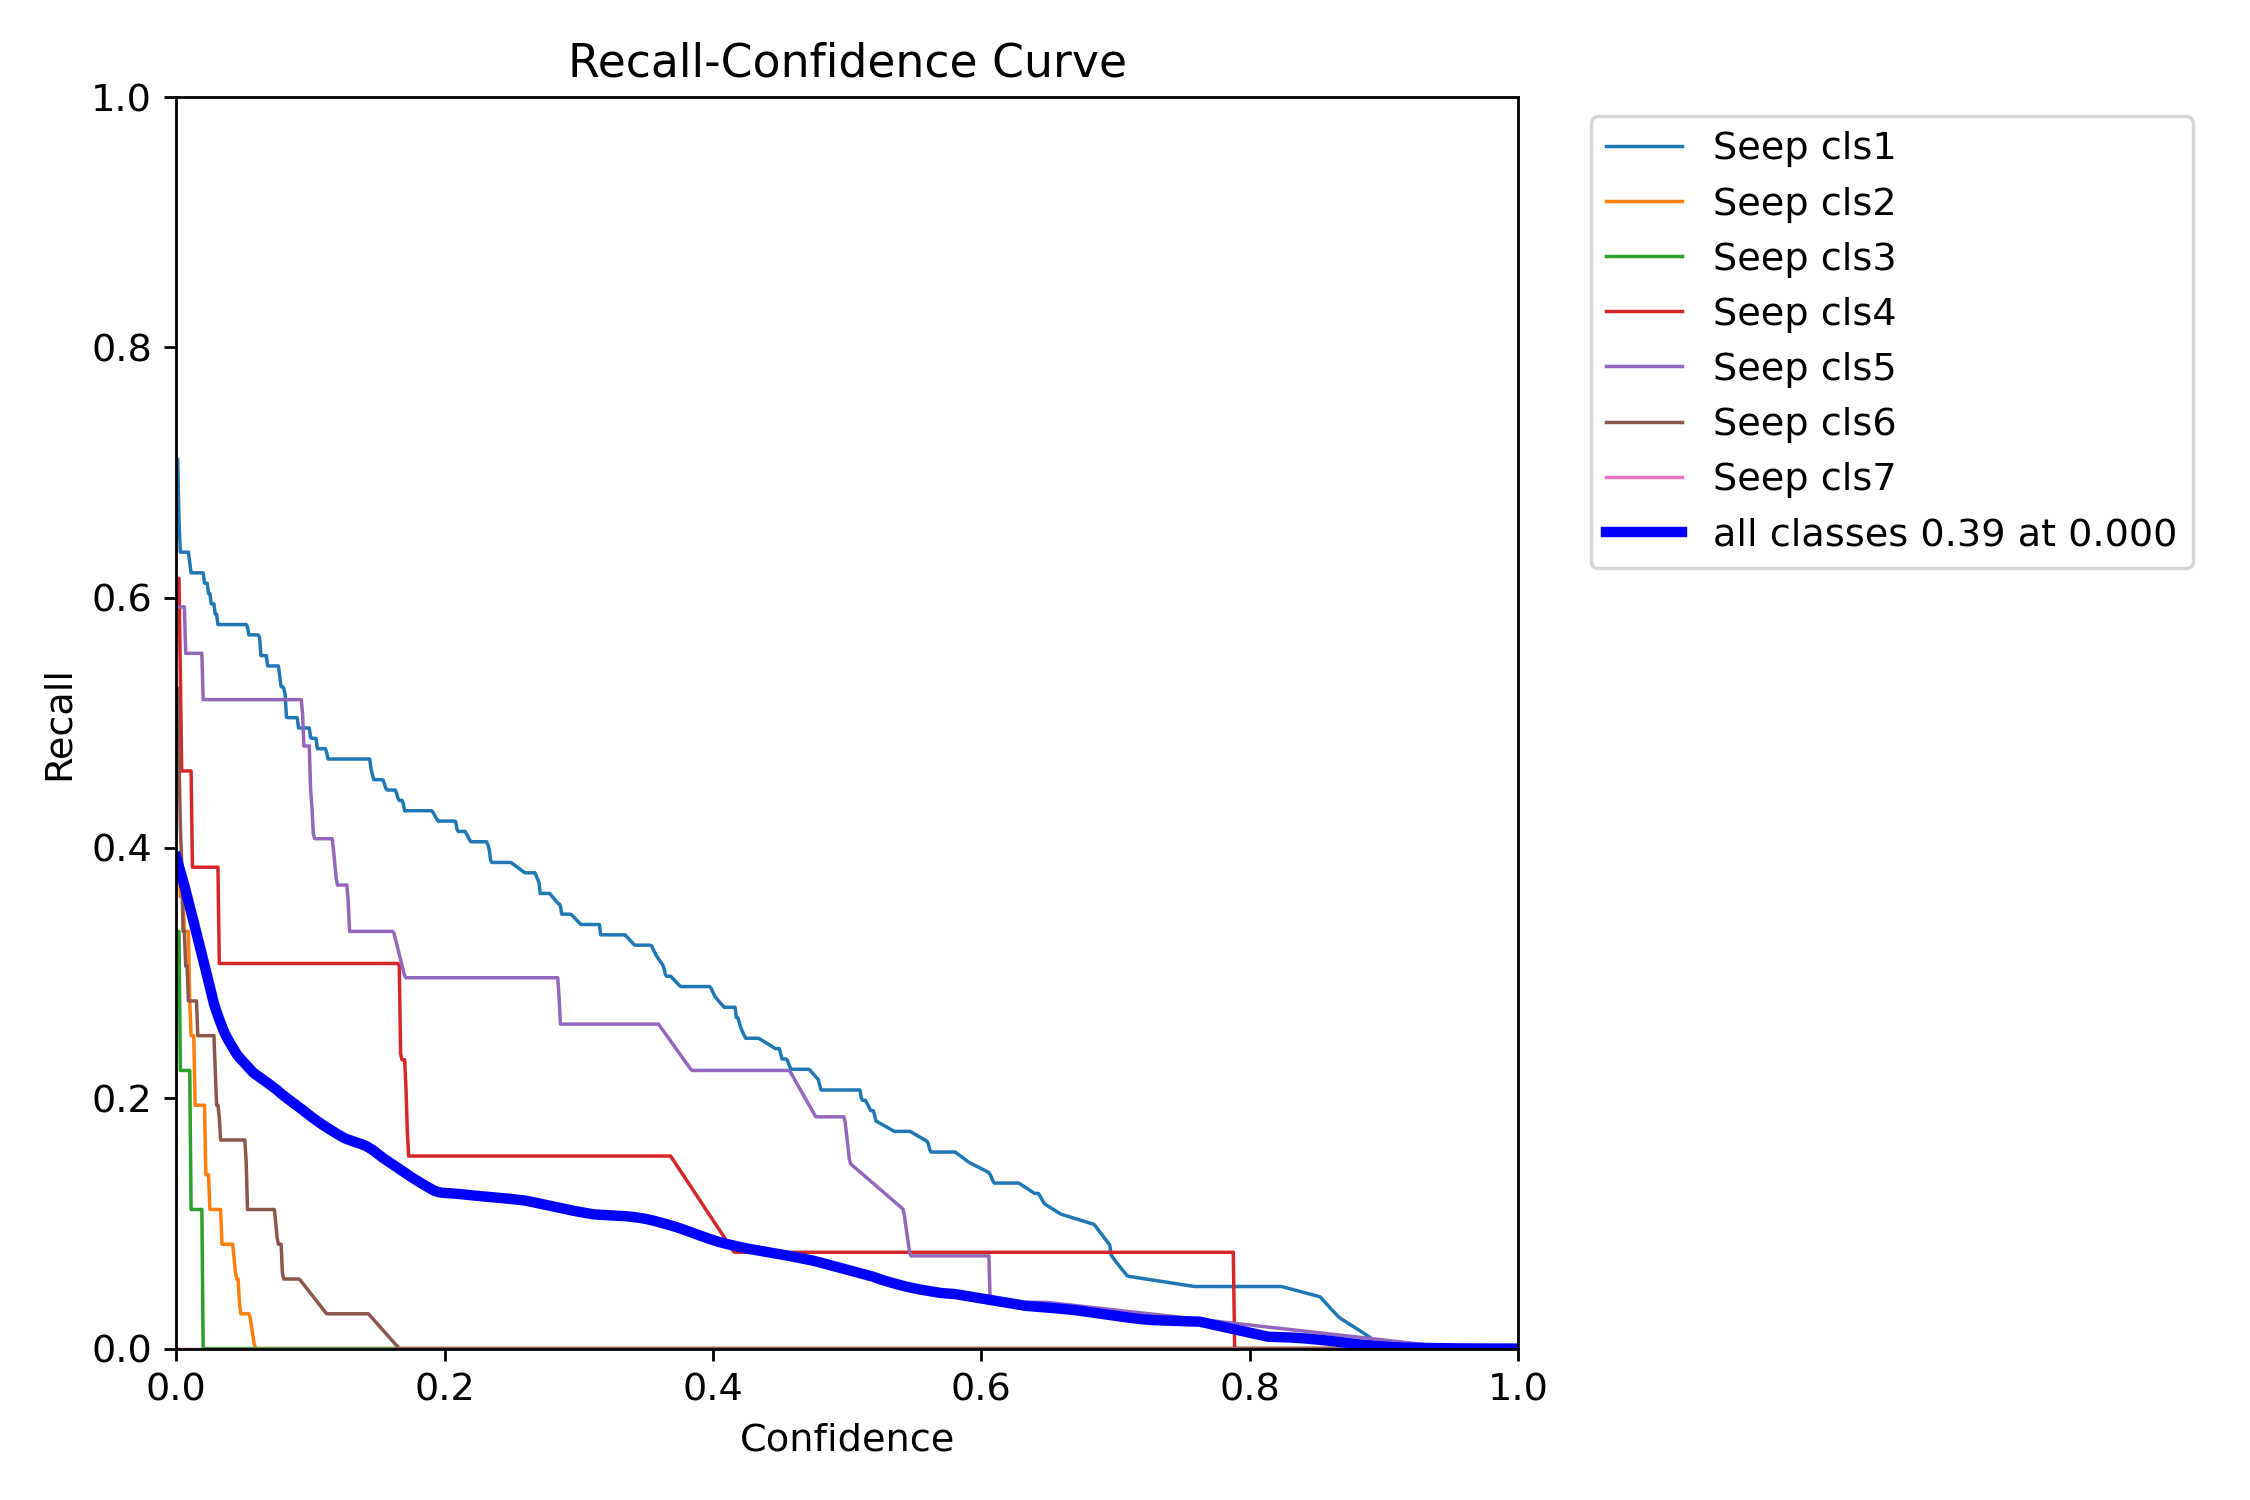 Recall-Confidence Curve
1.0
0.8
0.6
0.4
0.2
0.0
Recall
0.0 0.2 0.4 0.6 0.8 1.0
Confidence
Seep cls1
Seep cls2
Seep cls3
Seep cls4
Seep cls5
Seep cls6
Seep cls7
all classes 0.39 at 0.000